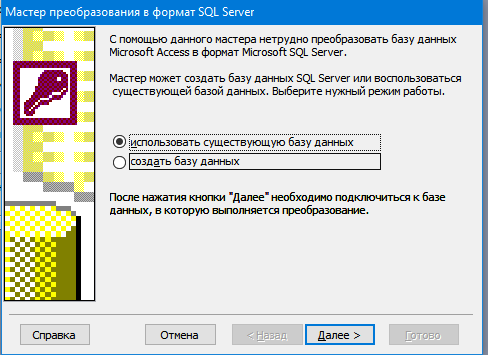 Мастер преобразования в формат SQL Server
С помощью данного мастера нетрудно преобразовать базу данных
Microsoft Access в формат Microsoft SQL Server.
Мастер может создать базу данных SQL Server или воспользоваться
существующей базой данных. Выберите нужный режим работы.
использовать существующую базу данных
создать базу данных
После нажатия кнопки "Далее" необходимо подключиться к базе
данных, в которую выполняется преобразование.
Справка
Отмена
< Назад
Далее >
Готово